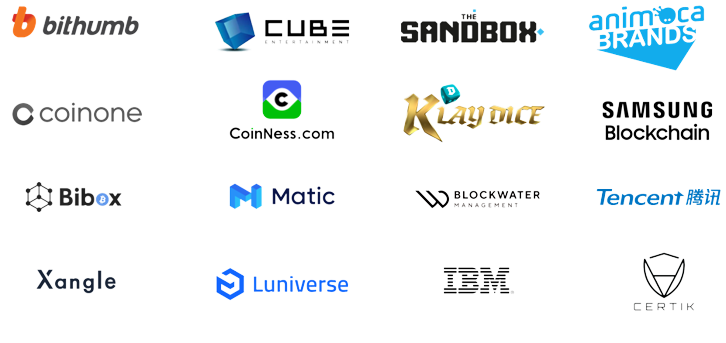 bithumb
CUBE
ENTERTAINMENT
THE
SANDBOX
animoca
BRANDS
coinone
C
CoinNess.com
D
KLAY DICE
SAMSUNG
Blockchain
Bibox
Matic
BLOCKWATER
MANAGEMENT
Tencent 腾讯
Xangle
Luniverse
IBM
CERTIK